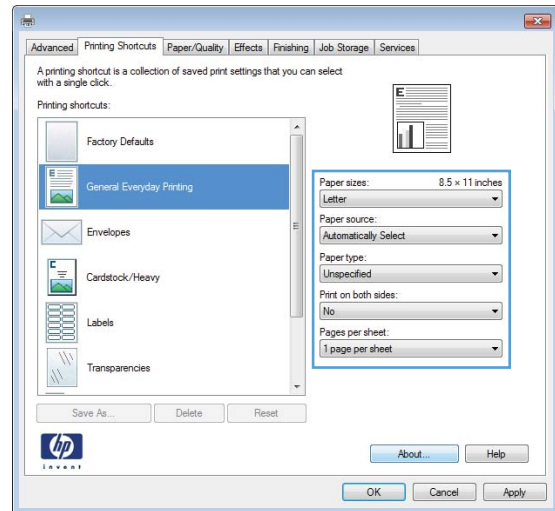 Advanced Printing Shortcuts Paper/Quality Effects Finishing Job Storage Services
A printing shortcut is a collection of saved print settings that you can select
with a single click.
Printing shortcuts:
Factory Defaults
General Everyday Printing
Envelopes
Cardstock/Heavy
Labels
Transparencies
E
Paper sizes: 8.5 × 11 inches
Letter
Paper source:
Automatically Select
Paper type:
Unspecified
Print on both sides:
No
Pages per sheet:
1 page per sheet
Save As... Delete Reset
hp
invent
About... Help
OK Cancel Apply